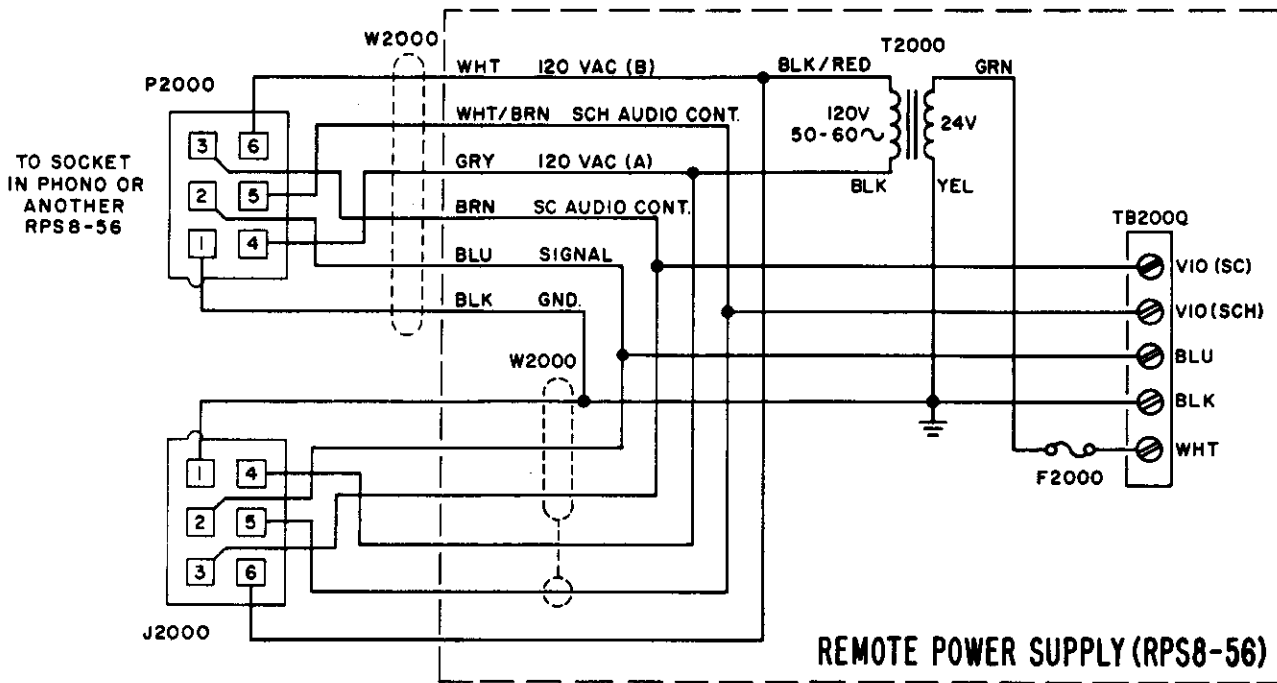 W2000
T2000
WHT 120 VAC (B)
BLK/RED
GRN
P2000
WHT/BRN SCH AUDIO CONT.
120V
50-60~
24V
3 6
TO SOCKET
IN PHONO OR
ANOTHER
RPS8-56
GRY 120 VAC (A)
BLK
YEL
2 5
BRN SC AUDIO CONT.
TB2000
1 4
BLU SIGNAL
VIO (SC)
BLK GND.
VIO (SCH)
W2000
BLU
BLK
1 4
WHT
F2000
2 5
3 6
J2000
REMOTE POWER SUPPLY (RPS8-56)